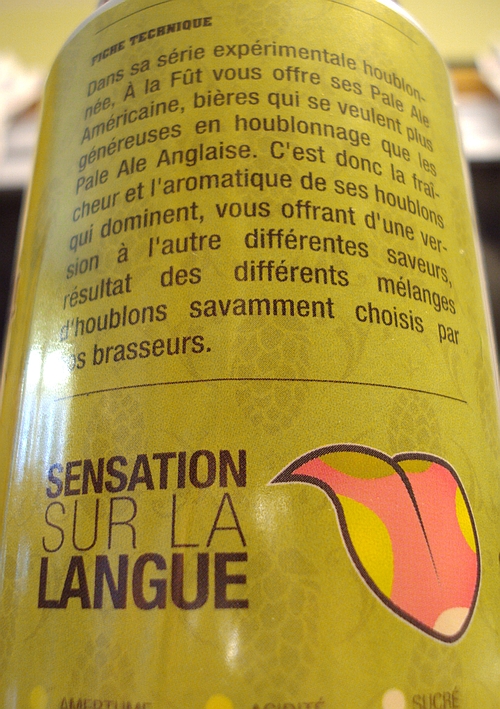 FICHE TECHNIQUE
Dans sa série expérimentale houblon-
née, À la Fût vous offre ses Pale Ale
Américaine, bières qui se veulent plus
généreuses en houblonnage que les
Pale Ale Anglaise. C'est donc la fraî-
cheur et l'aromatique de ses houblons
qui dominent, vous offrant d'une ver-
sion à l'autre différentes saveurs,
résultat des différents mélanges
d'houblons savamment choisis par
brasseurs.
SENSATION
SUR LA
LANGUE
AMERTUME ACIDITÉ SUCRÉ